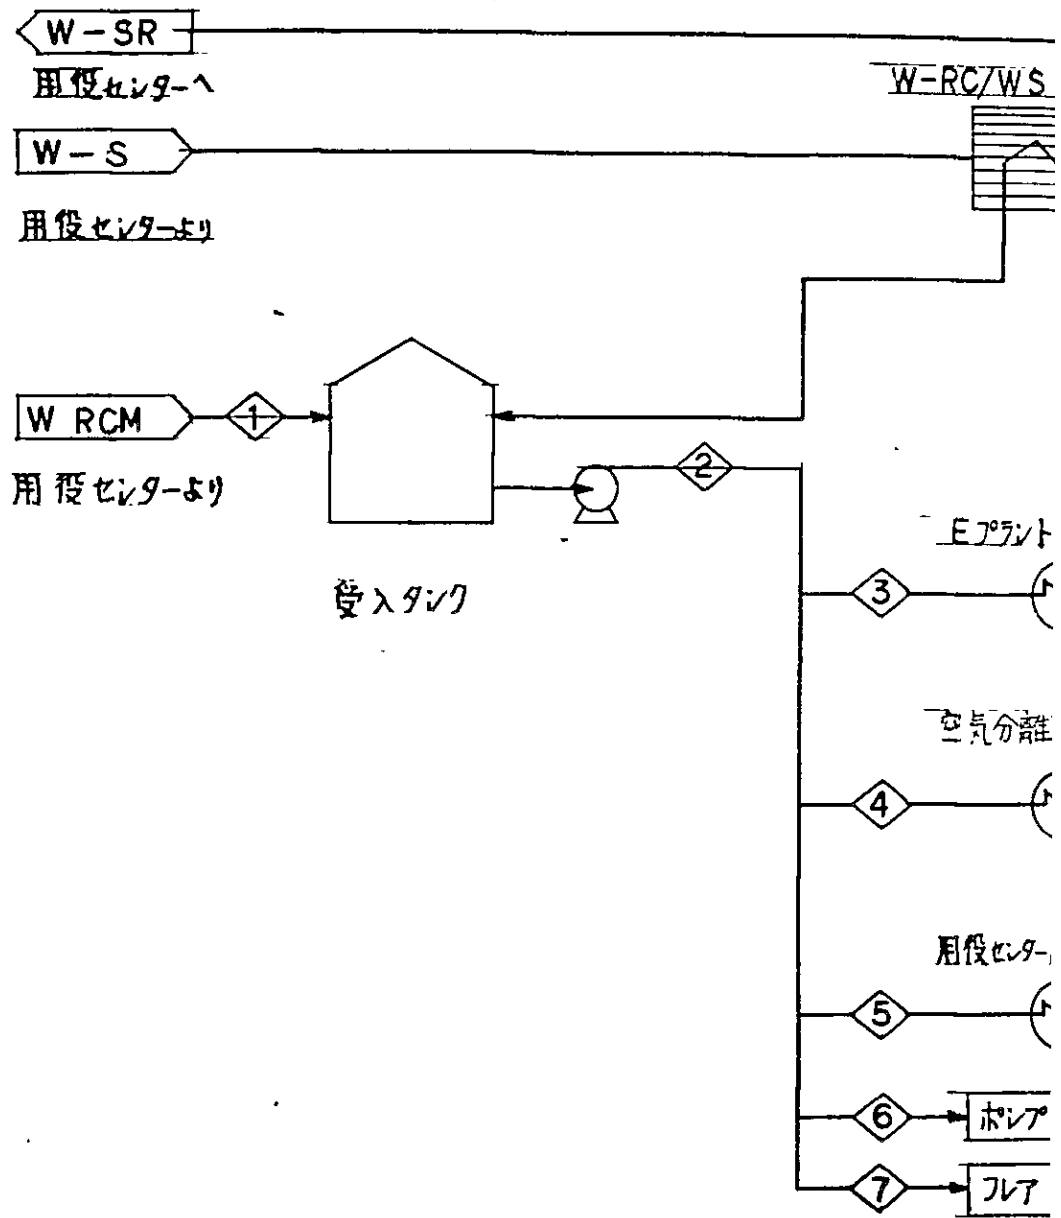 W-SR
用役センターへ
W-RC/WS
W-S
用役センターより
W RCM
1
用役センターより
2
受入タンク
Eプラント
3
空気分離
4
用役センター
5
6
ポンプ
7
フレア